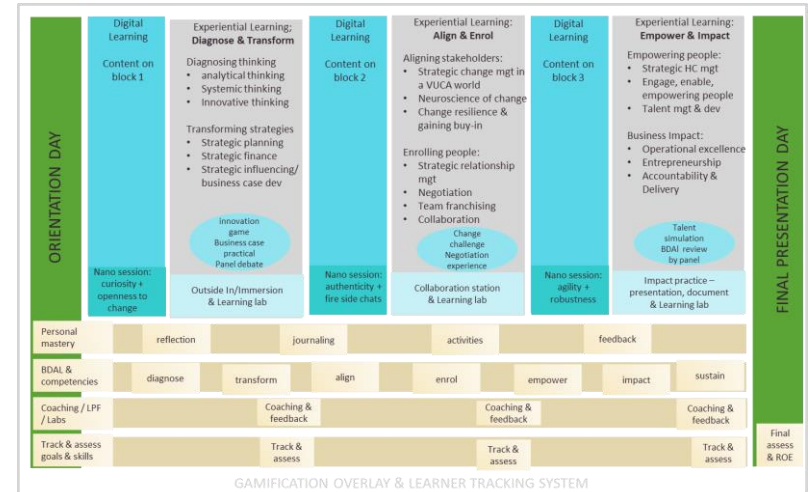 ORIENTATION DAY
Digital
Learning
Content on
block 1
Nano session:
curiosity +
openness to
change
Experiential Learning;
Diagnose & Transform
Diagnosing thinking
• analytical thinking
• Systemic thinking
• Innovative thinking
Transforming strategies
• Strategic planning
• Strategic finance
• Strategic influencing/
business case dev
innovation
game
Business case
practical
Panel debate
Outside In/Immersion
& Learning lab
Digital
Learning
Content on
block 2
Nano session:
authenticity +
fire side chats
Experiential Learning:
Align & Enrol
Aligning stakeholders:
• Strategic change mgt in
a VUCA world
• Neuroscience of change
• Change resilience &
gaining buy-in
Enrolling people:
• Strategic relationship
mgt
• Negotiation
• Team franchising
• Collaboration
Change
challenge
Negotiation
experience
Collaboration station
& Learning lab
Digital
Learning
Content on
block 3
Nano session:
agility +
robustness
Experiential Learning:
Empower & Impact
Empowering people:
• Strategic HC mgt
• Engage, enable,
empowering people
• Talent mgt & dev
Business Impact:
• Operational excellence
• Entrepreneurship
• Accountability &
Delivery
Talent
simulation
BDAl review
by panel
Impact practice –
presentation, document
& Learning lab
FINAL PRESENTATION DAY
Personal
mastery
reflection
journaling
activities
feedback
BDAL &
competencies
diagnose
transform
align
enrol
empower
impact
sustain
Coaching / LPF
/ Labs
Coaching &
feedback
Coaching &
feedback
Coaching &
feedback
Track & assess
goals & skills
Track &
assess
Track &
assess
Track &
assess
Final
assess
& ROE
GAMIFICATION OVERLAY & LEARNER TRACKING SYSTEM